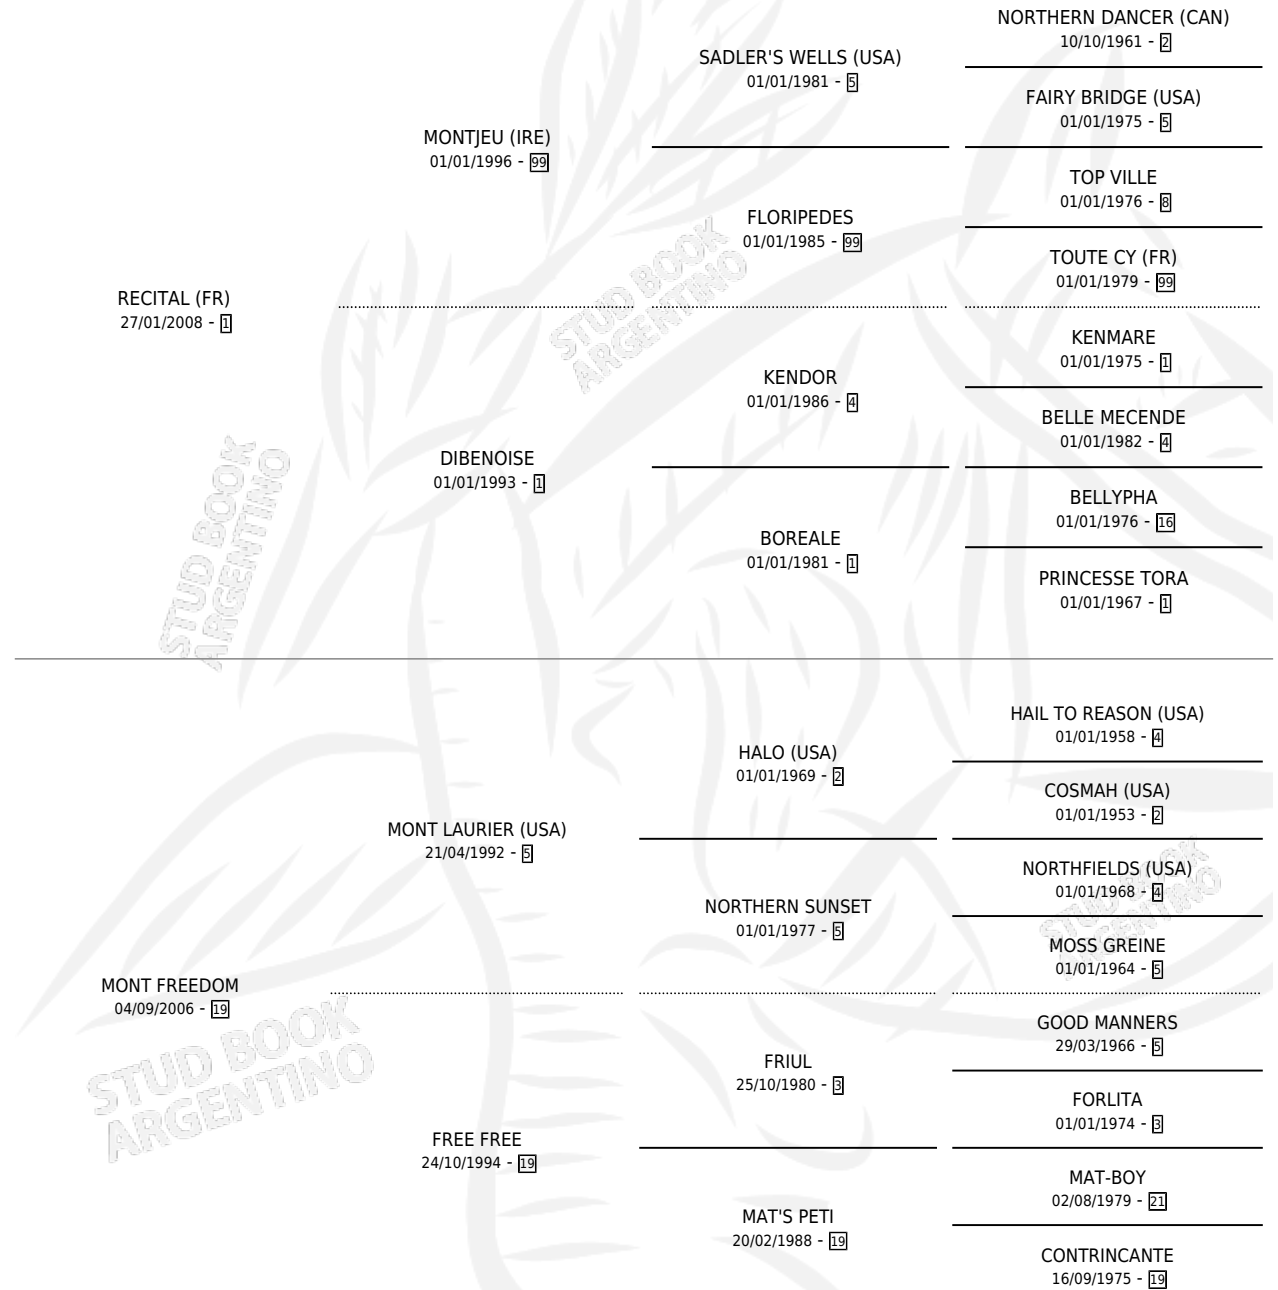 NORTHERN DANCER (CAN)
10/10/1961 - 2
SADLER'S WELLS (USA)
01/01/1981 - 5
FAIRY BRIDGE (USA)
01/01/1975 - 5
MONTJEU (IRE)
01/01/1996 - 99
TOP VILLE
01/01/1976 - 8
FLORIPEDES
01/01/1985 - 99
TOUTE CY (FR)
01/01/1979 - 99
RECITAL (FR)
27/01/2008 - 1
KENMARE
01/01/1975 - 1
KENDOR
01/01/1986 - 4
BELLE MECENDE
01/01/1982 - 4
DIBENOISE
01/01/1993 - 1
BELLYPHA
01/01/1976 - 16
BOREALE
01/01/1981 - 1
PRINCESSE TORA
01/01/1967 - 1
HAIL TO REASON (USA)
01/01/1958 - 4
HALO (USA)
01/01/1969 - 2
COSMAH (USA)
01/01/1953 - 2
MONT LAURIER (USA)
21/04/1992 - 5
NORTHFIELDS (USA)
01/01/1968 - 4
NORTHERN SUNSET
01/01/1977 - 5
MOSS GREINE
01/01/1964 - 5
MONT FREEDOM
04/09/2006 - 19
GOOD MANNERS
29/03/1966 - 5
FRIUL
25/10/1980 - 3
FORLITA
01/01/1974 - 3
FREE FREE
24/10/1994 - 19
MAT-BOY
02/08/1979 - 21
MAT'S PETI
20/02/1988 - 19
CONTRINCANTE
16/09/1975 - 19
STUD BOOK
ARGENTINO
STUD BOOK
ARGENTINO
STUD BOOK
ARGENTINO
STUD BOOK
ARGENTINO